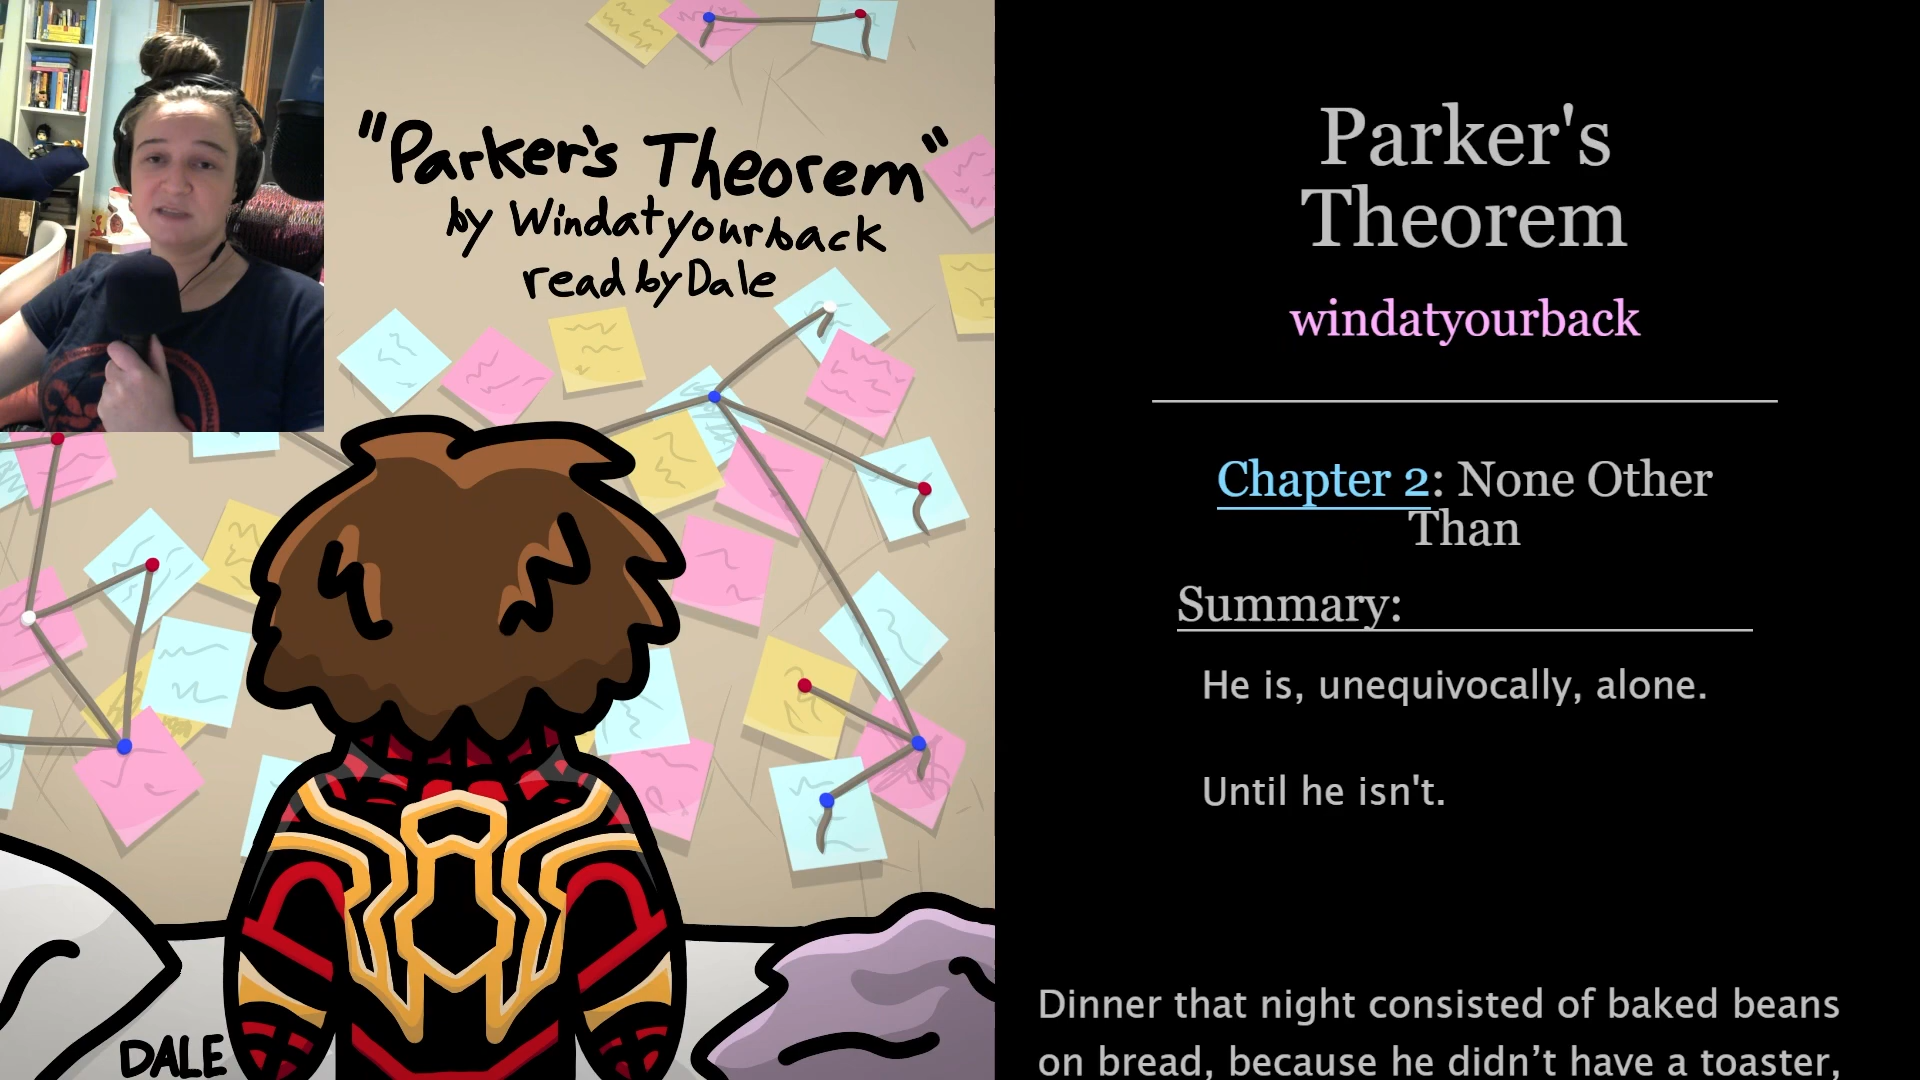 "Parker's Theorem"
by Windatyourback
read by Dale
DALE
Parker's
Theorem
windatyourback
Chapter 2: None Other
Than
Summary:
He is, unequivocally, alone.
Until he isn't.
Dinner that night consisted of baked beans
on bread, because he didn’t have a toaster,